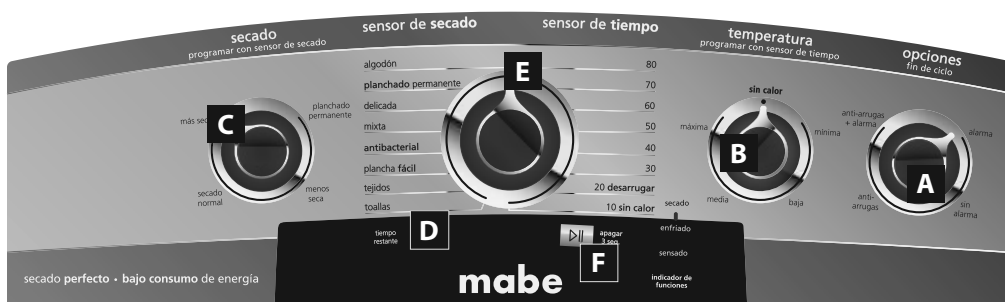 secado
programar con sensor de secado
sensor de secado
sensor de tiempo
temperatura
programar con sensor de tiempo
opciones
fin de ciclo
C
más sec
planchado
permanente
secado
normal
menos
seca
E
algodón
planchado permanente
delicada
mixta
antibacterial
plancha fácil
tejidos
toallas
80
70
60
50
40
30
20 desarrugar
10 sin calor
B
sin calor
máxima
mínima
media
baja
A
anti-arrugas
+ alarma
alarma
anti-
arrugas
sin
alarma
tiempo
restante
D
apagar
3 seg.
F
secado
enfriado
sensado
indicador de
funciones
mabe
secado perfecto • bajo consumo de energía